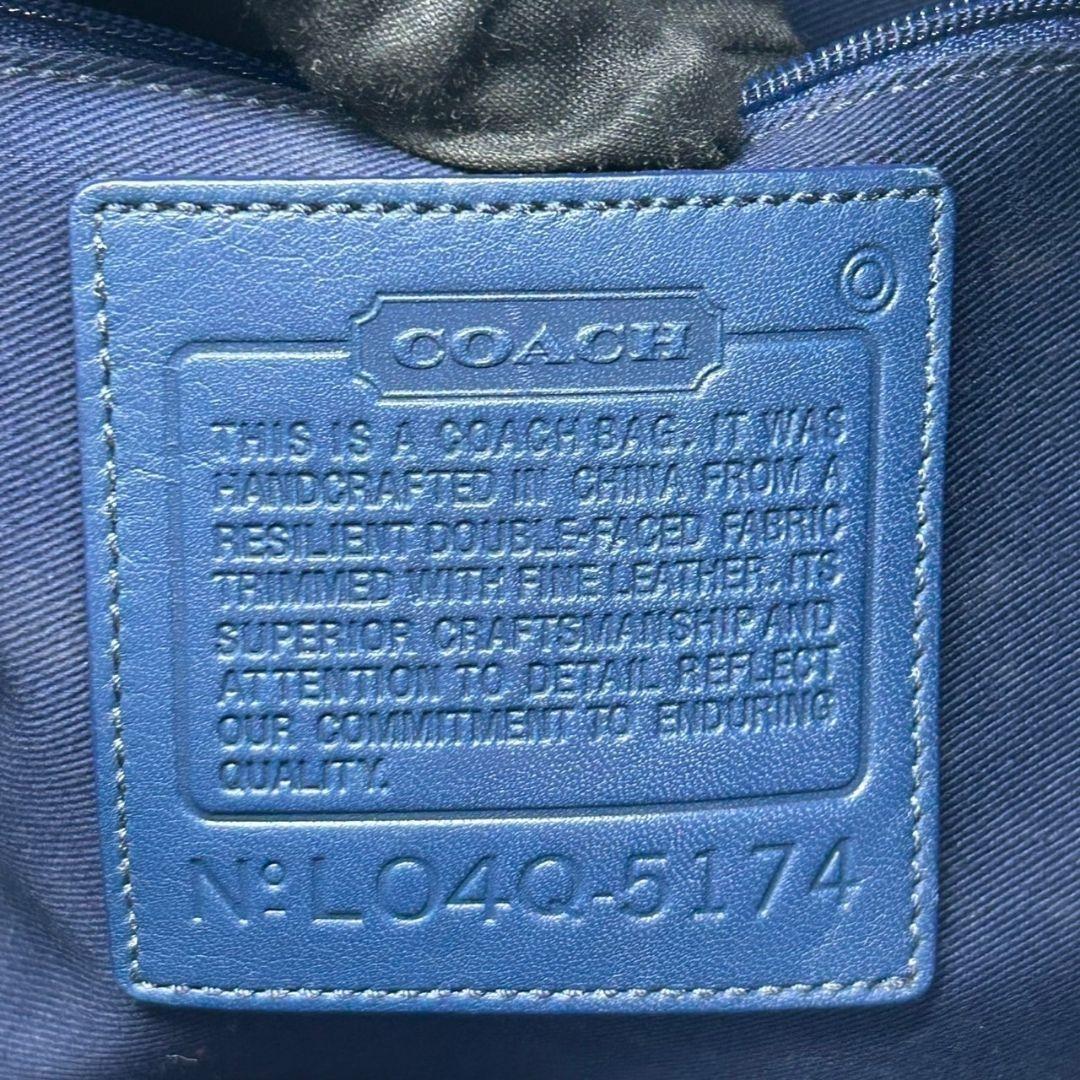 COACH
THIS IS A COACH BAG. IT WAS
HANDCRAFTED IN CHINA FROM A
RESILIENT DOUBLE-FACED FABRIC
TRIMMED WITH FINE LEATHER. ITS
SUPERIOR CRAFTSMANSHIP AND
ATTENTION TO DETAIL REFLECT
OUR COMMITMENT TO ENDURING
QUALITY.
Nº L04Q-5174